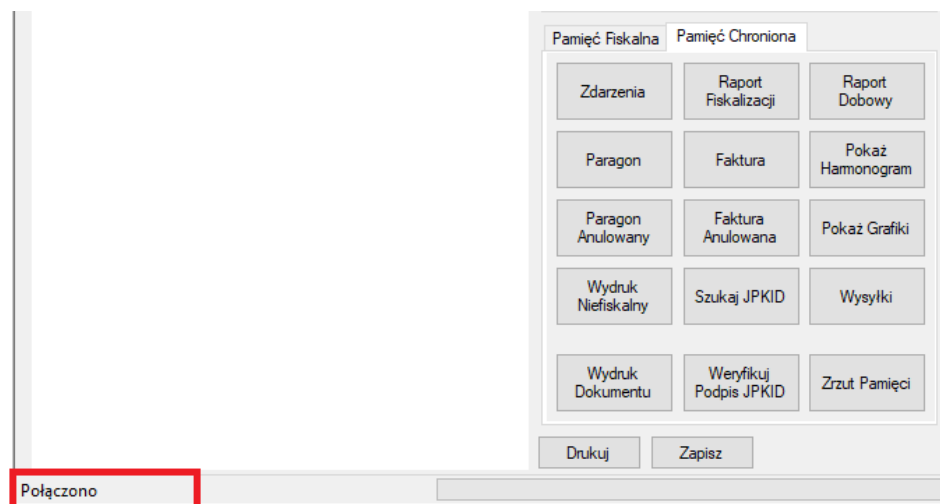 Pamięć Fiskalna Pamięć Chroniona
Zdarzenia
Raport
Fiskalizacji
Raport
Dobowy
Paragon
Faktura
Pokaż
Harmonogram
Paragon
Anulowany
Faktura
Anulowana
Pokaż Grafiki
Wydruk
Niefiskalny
Szukaj JPKID
Wysyłki
Wydruk
Dokumentu
Weryfikuj
Podpis JPKID
Zrzut Pamięci
Drukuj
Zapisz
Połączono